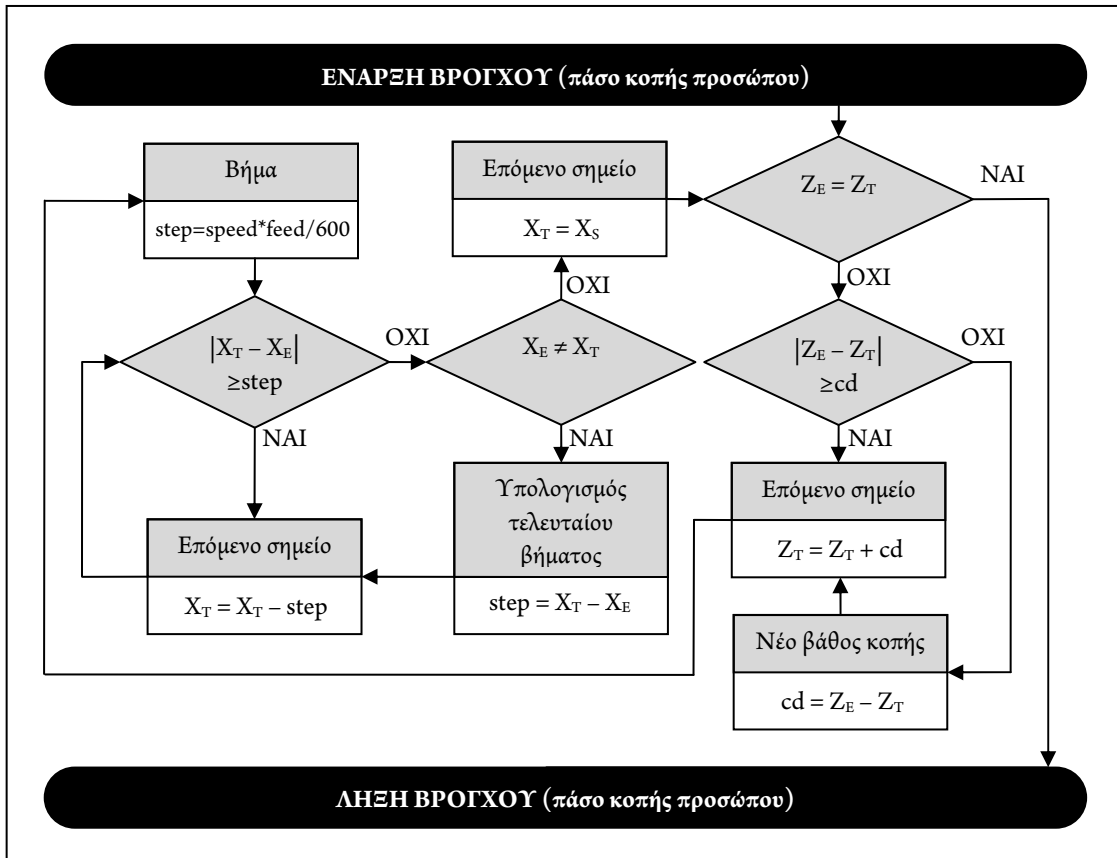 ΕΝΑΡΞΗ ΒΡΟΓΧΟΥ (πάσο κοπής προσώπου)
Βήμα
step=speed*feed/600
Επόμενο σημείο
X_T = X_S
Z_E = Z_T
ΝΑΙ
ΟΧΙ
ΟΧΙ
|X_T – X_E|
≥step
ΟΧΙ
X_E ≠ X_T
|Z_E – Z_T|
≥cd
ΟΧΙ
ΝΑΙ
ΝΑΙ
ΝΑΙ
Επόμενο σημείο
X_T = X_T – step
Υπολογισμός
τελευταίου
βήματος
step = X_T – X_E
Επόμενο σημείο
Z_T = Z_T + cd
Νέο βάθος κοπής
cd = Z_E – Z_T
ΛΗΞΗ ΒΡΟΓΧΟΥ (πάσο κοπής προσώπου)